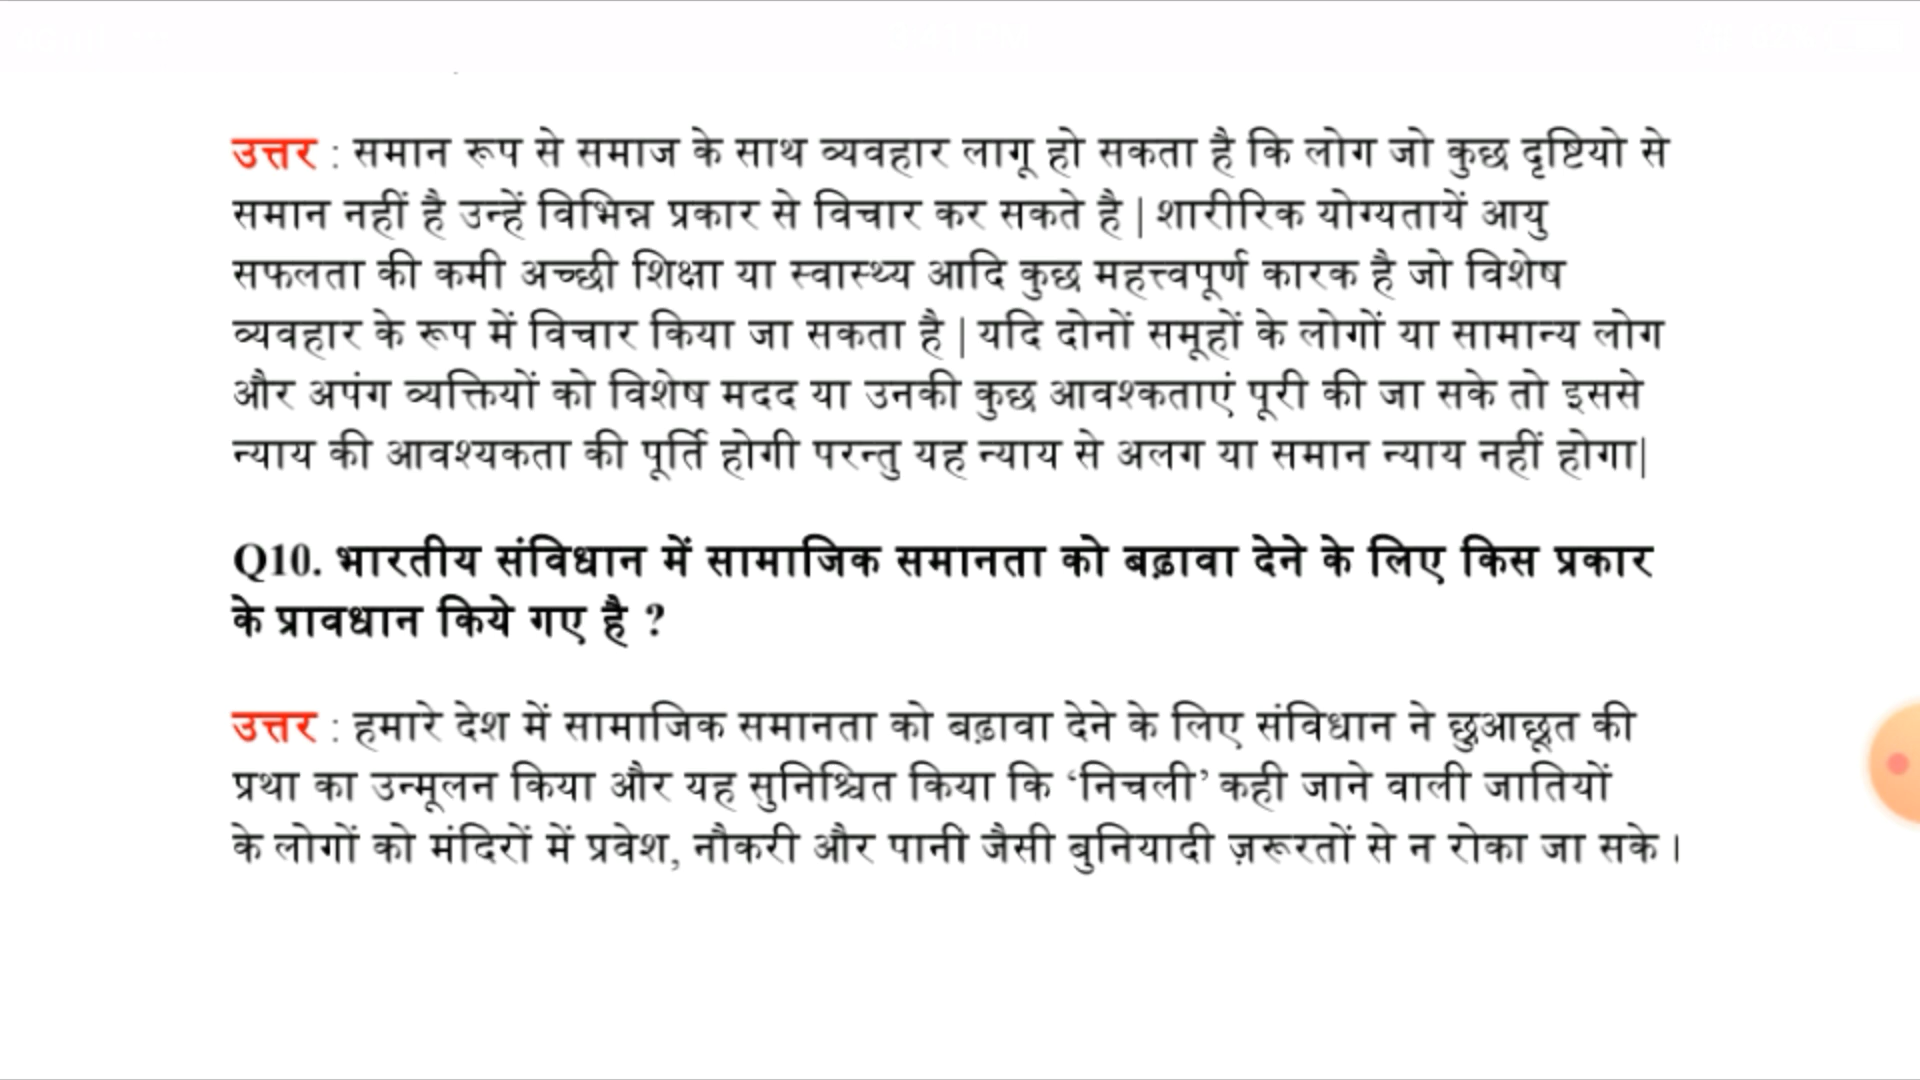 उत्तर : समान रूप से समाज के साथ व्यवहार लागू हो सकता है कि लोग जो कुछ दृष्टियो से
समान नहीं है उन्हें विभिन्न प्रकार से विचार कर सकते है | शारीरिक योग्यतायें आयु
सफलता की कमी अच्छी शिक्षा या स्वास्थ्य आदि कुछ महत्त्वपूर्ण कारक है जो विशेष
व्यवहार के रूप में विचार किया जा सकता है | यदि दोनों समूहों के लोगों या सामान्य लोग
और अपंग व्यक्तियों को विशेष मदद या उनकी कुछ आवश्कताएं पूरी की जा सके तो इससे
न्याय की आवश्यकता की पूर्ति होगी परन्तु यह न्याय से अलग या समान न्याय नहीं होगा|
Q10. भारतीय संविधान में सामाजिक समानता को बढ़ावा देने के लिए किस प्रकार
के प्रावधान किये गए है ?
उत्तर : हमारे देश में सामाजिक समानता को बढ़ावा देने के लिए संविधान ने छुआछूत की
प्रथा का उन्मूलन किया और यह सुनिश्चित किया कि ‘निचली’ कही जाने वाली जातियों
के लोगों को मंदिरों में प्रवेश, नौकरी और पानी जैसी बुनियादी ज़रूरतों से न रोका जा सके ।